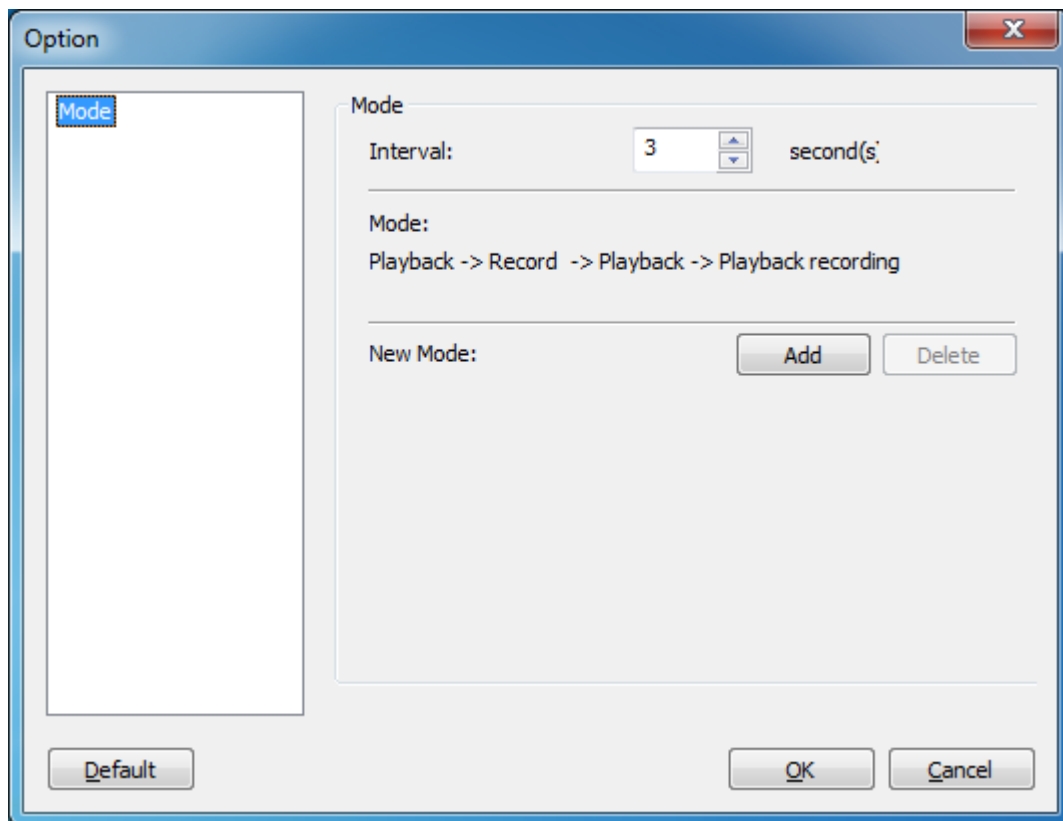 Option
Mode
Mode
Interval: 3 second(s)
Mode:
Playback -> Record -> Playback -> Playback recording
New Mode: Add Delete
Default OK Cancel